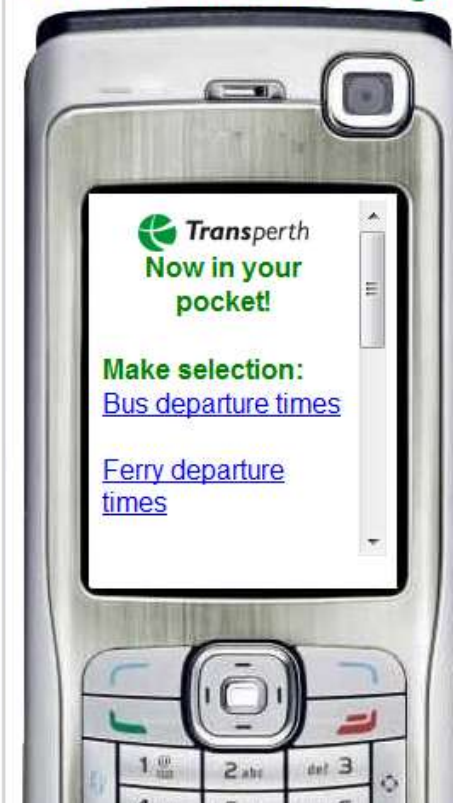 Transperth
Now in your
pocket!
Make selection:
Bus departure times
Ferry departure
times
1
2 abc
def 3